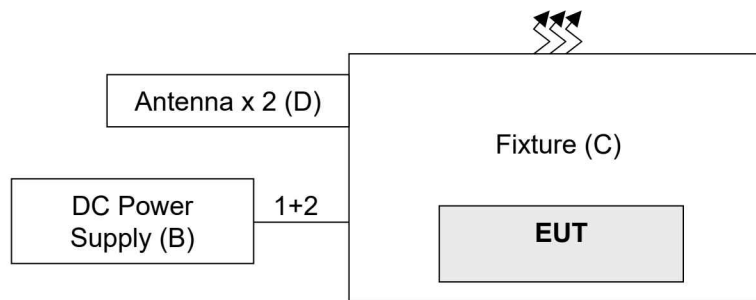 Antenna x 2 (D)
Fixture (C)
DC Power
Supply (B)
1+2
EUT